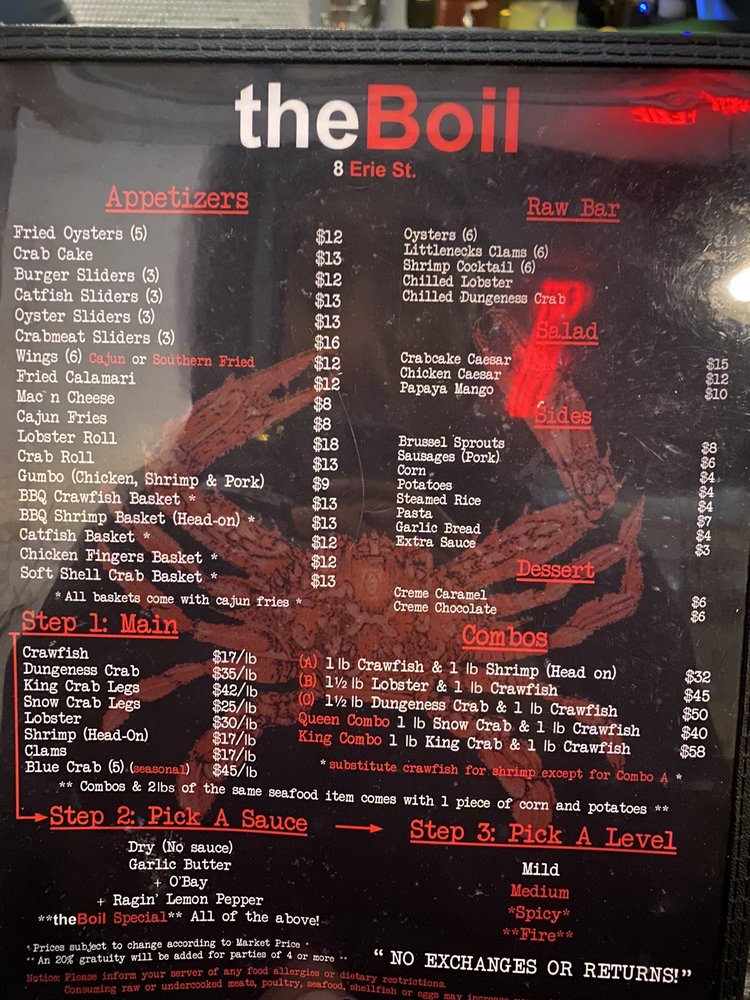 theBoil
8 Erie St.
Appetizers
Fried Oysters (5) $12
Crab Cake $13
Burger Sliders (3) $12
Catfish Sliders (3) $13
Oyster Sliders (3) $13
Crabmeat Sliders (3) $16
Wings (6) Cajun or Southern Fried $12
Fried Calamari $12
Mac`n Cheese $8
Cajun Fries $8
Lobster Roll $18
Crab Roll $13
Gumbo (Chicken, Shrimp & Pork) $9
BBQ Crawfish Basket * $13
BBQ Shrimp Basket (Head-on) * $13
Catfish Basket * $12
Chicken Fingers Basket * $12
Soft Shell Crab Basket * $13
* All baskets come with cajun fries *
Raw Bar
Oysters (6) $14
Littlenecks Clams (6) $12
Shrimp Cocktail (6)
Chilled Lobster
Chilled Dungeness Crab
Salad
Crabcake Caesar $15
Chicken Caesar $12
Papaya Mango $10
Sides
Brussel Sprouts $8
Sausages (Pork) $6
Corn $4
Potatoes $4
Steamed Rice $4
Pasta $7
Garlic Bread $4
Extra Sauce $3
Dessert
Creme Caramel $6
Creme Chocolate $6
Step 1: Main
Crawfish $17/lb
Dungeness Crab $35/lb
King Crab Legs $42/lb
Snow Crab Legs $25/lb
Lobster $30/lb
Shrimp (Head-On) $17/lb
Clams $17/lb
Blue Crab (5) (seasonal) $45/lb
Combos
(A) 1 lb Crawfish & 1 lb Shrimp (Head on) $32
(B) 1½ lb Lobster & 1 lb Crawfish $45
(C) 1½ lb Dungeness Crab & 1 lb Crawfish $50
Queen Combo 1 lb Snow Crab & 1 lb Crawfish $40
King Combo 1 lb King Crab & 1 lb Crawfish $58
* substitute crawfish for shrimp except for Combo A *
** Combos & 2lbs of the same seafood item comes with 1 piece of corn and potatoes **
Step 2: Pick A Sauce
Dry (No sauce)
Garlic Butter
+ O'Bay
+ Ragin' Lemon Pepper
**theBoil Special** All of the above!
Step 3: Pick A Level
Mild
Medium
*Spicy*
**Fire**
* Prices subject to change according to Market Price *
** An 20% gratuity will be added for parties of 4 or more **
“ NO EXCHANGES OR RETURNS!”
Notice: Please inform your server of any food allergies or dietary restrictions.
Consuming raw or undercooked meats, poultry, seafood, shellfish or eggs may